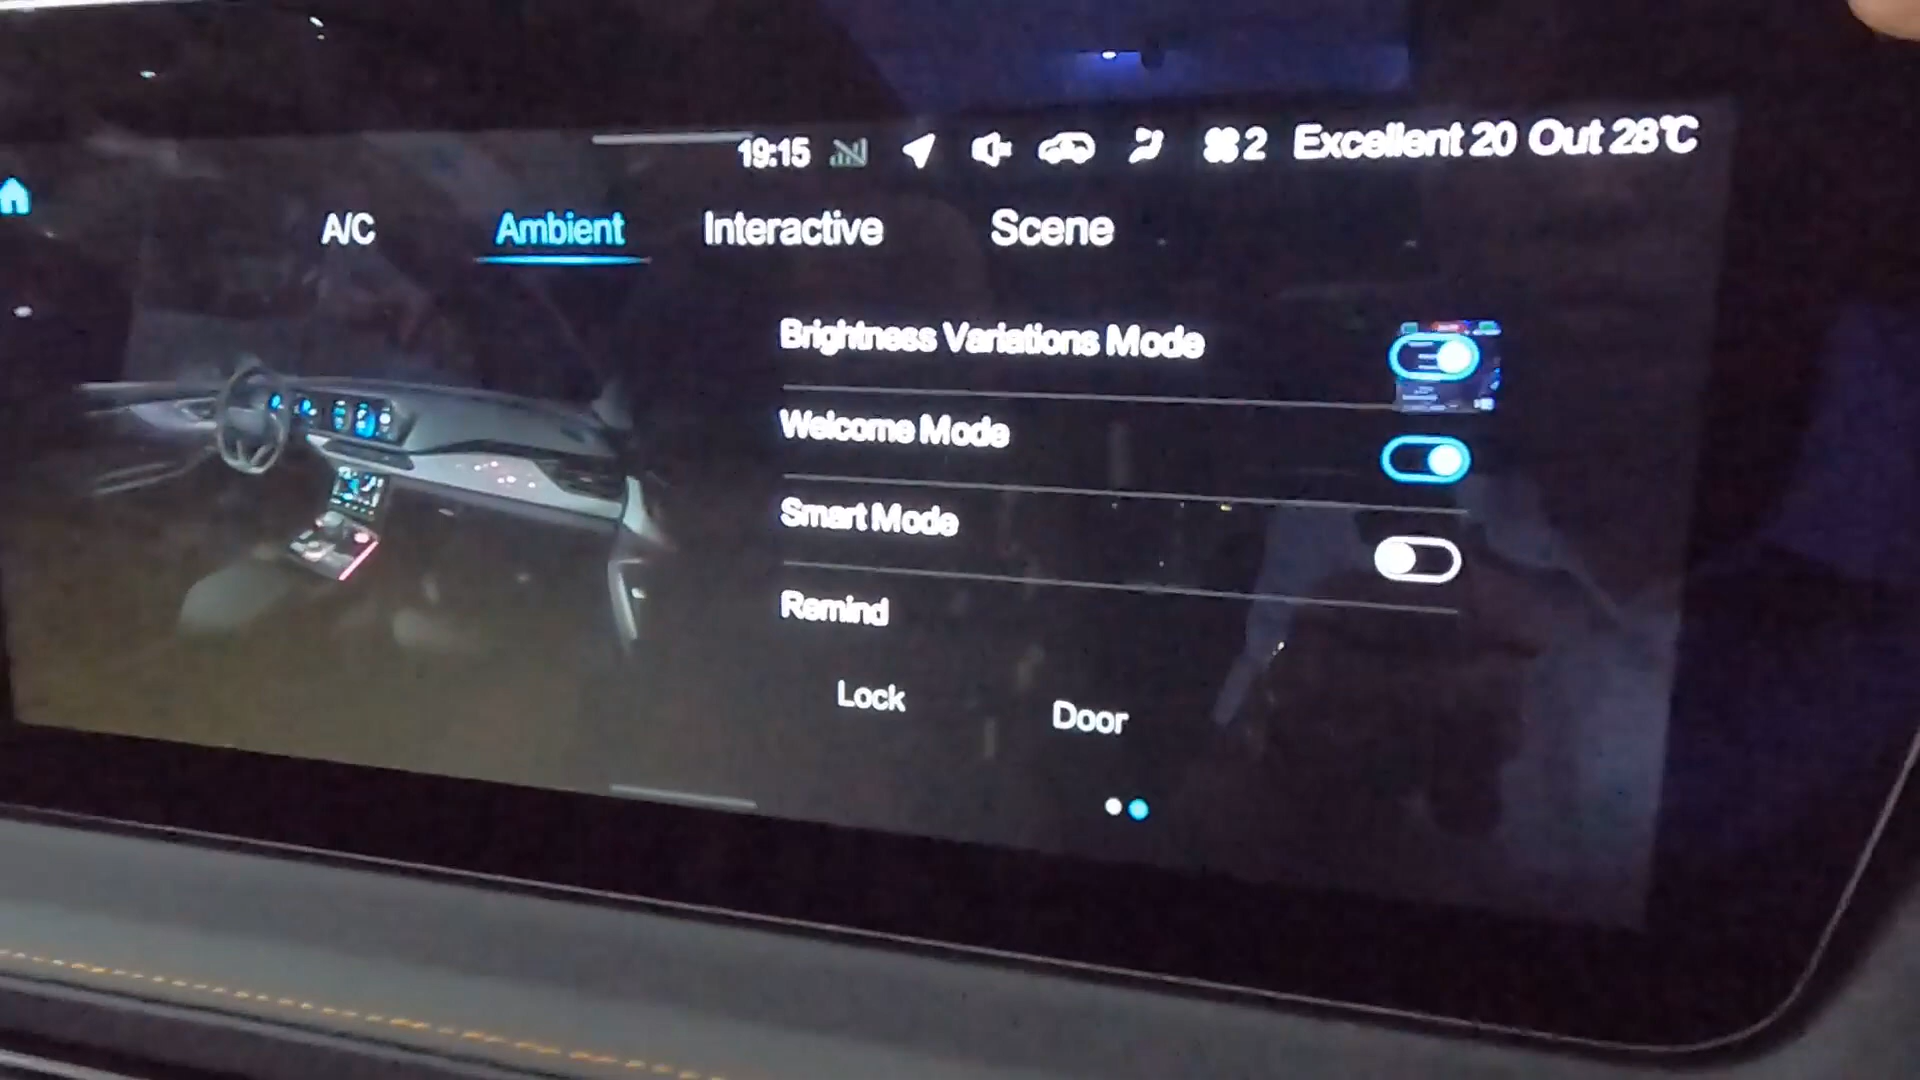 19:15 2 Excellent 20 Out 28℃
A/C Ambient Interactive Scene
Brightness Variations Mode
Welcome Mode
Smart Mode
Remind
Lock Door